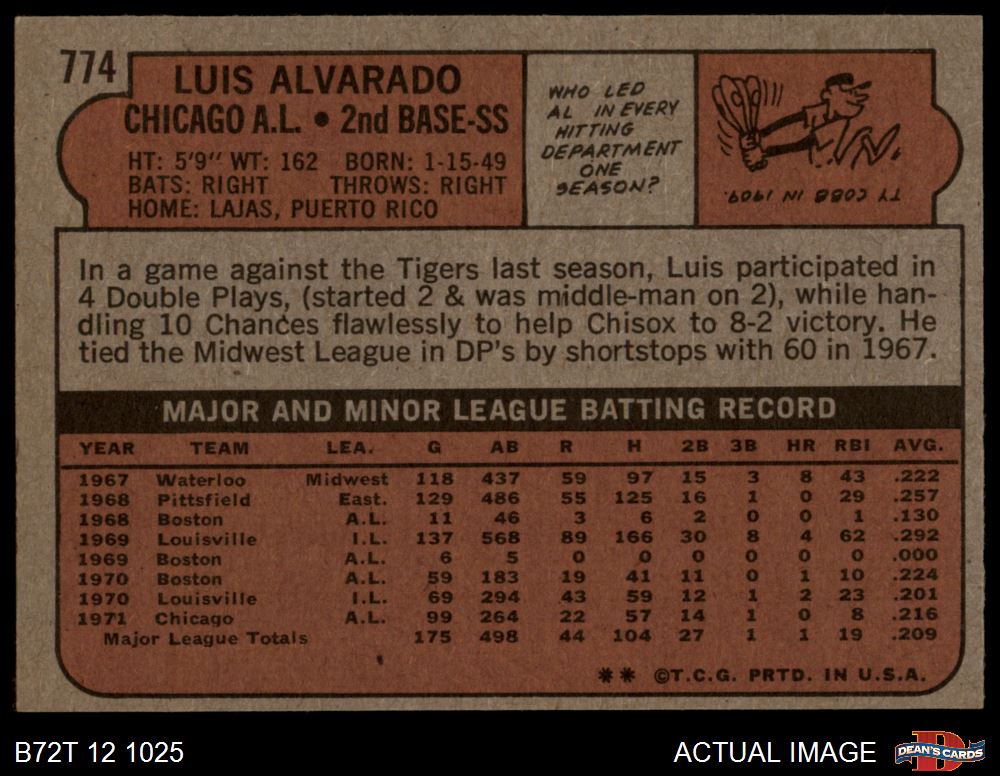 774
LUIS ALVARADO
CHICAGO A.L. • 2nd BASE-SS
HT: 5'9" WT: 162 BORN: 1-15-49
BATS: RIGHT THROWS: RIGHT
HOME: LAJAS, PUERTO RICO
WHO LED
AL IN EVERY
HITTING
DEPARTMENT
ONE
SEASON?
TY COBB IN 1909.
In a game against the Tigers last season, Luis participated in
4 Double Plays, (started 2 & was middle-man on 2), while han-
dling 10 Chances flawlessly to help Chisox to 8-2 victory. He
tied the Midwest League in DP's by shortstops with 60 in 1967.
MAJOR AND MINOR LEAGUE BATTING RECORD
YEAR TEAM LEA. G AB R H 2B 3B HR RBI AVG.
1967 Waterloo Midwest 118 437 59 97 15 3 8 43 .222
1968 Pittsfield East. 129 486 55 125 16 1 0 29 .257
1968 Boston A.L. 11 46 3 6 2 0 0 1 .130
1969 Louisville I.L. 137 568 89 166 30 8 4 62 .292
1969 Boston A.L. 6 5 0 0 0 0 0 0 .000
1970 Boston A.L. 59 183 19 41 11 0 1 10 .224
1970 Louisville I.L. 69 294 43 59 12 1 2 23 .201
1971 Chicago A.L. 99 264 22 57 14 1 0 8 .216
Major League Totals 175 498 44 104 27 1 1 19 .209
** ©T.C.G. PRTD. IN U.S.A.
B72T 12 1025
ACTUAL IMAGE
DEAN'S CARDS